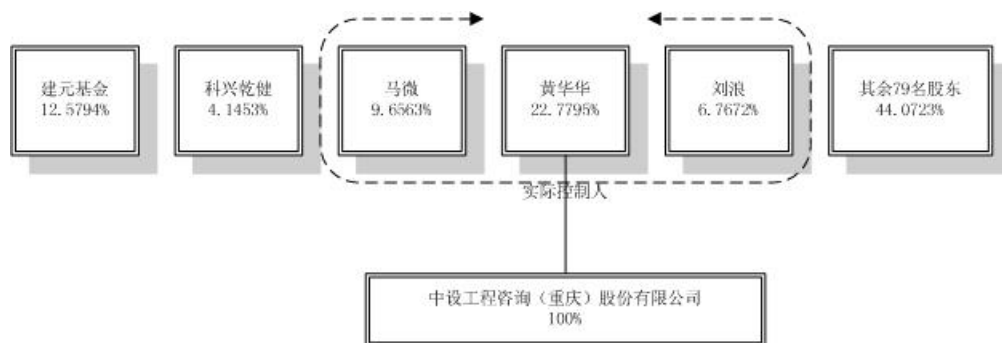 建元基金
12.5794%
科兴乾健
4.1453%
马微
9.6563%
黄华华
22.7795%
刘浪
6.7672%
其余79名股东
44.0723%
实际控制人
中设工程咨询（重庆）股份有限公司
100%